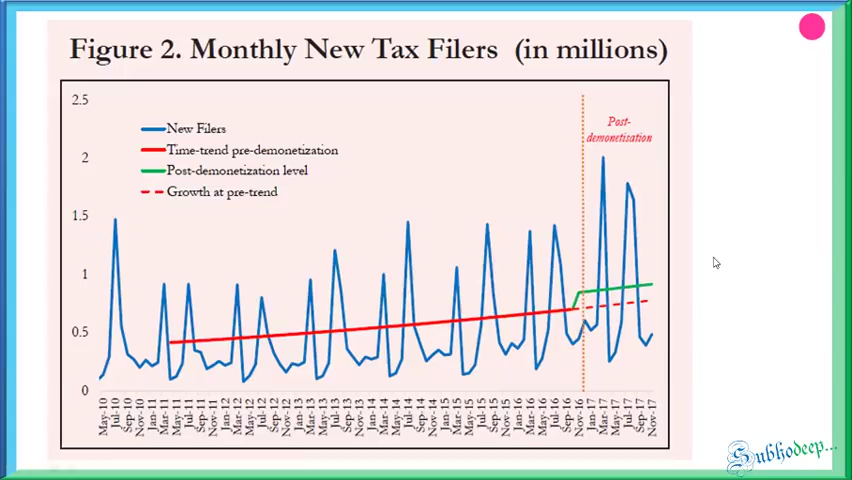 Figure 2. Monthly New Tax Filers (in millions)
2.5
2
1.5
1
0.5
0
New Filers
Time-trend pre-demonetization
Post-demonetization level
Growth at pre-trend
Post-
demonetisation
May-10
Jul-10
Sep-10
Nov-10
Jan-11
Mar-11
May-11
Jul-11
Sep-11
Nov-11
Jan-12
Mar-12
May-12
Jul-12
Sep-12
Nov-12
Jan-13
Mar-13
May-13
Jul-13
Sep-13
Nov-13
Jan-14
Mar-14
May-14
Jul-14
Sep-14
Nov-14
Jan-15
Mar-15
May-15
Jul-15
Sep-15
Nov-15
Jan-16
Mar-16
May-16
Jul-16
Sep-16
Nov-16
Jan-17
Mar-17
May-17
Jul-17
Sep-17
Nov-17
Subhodeep...